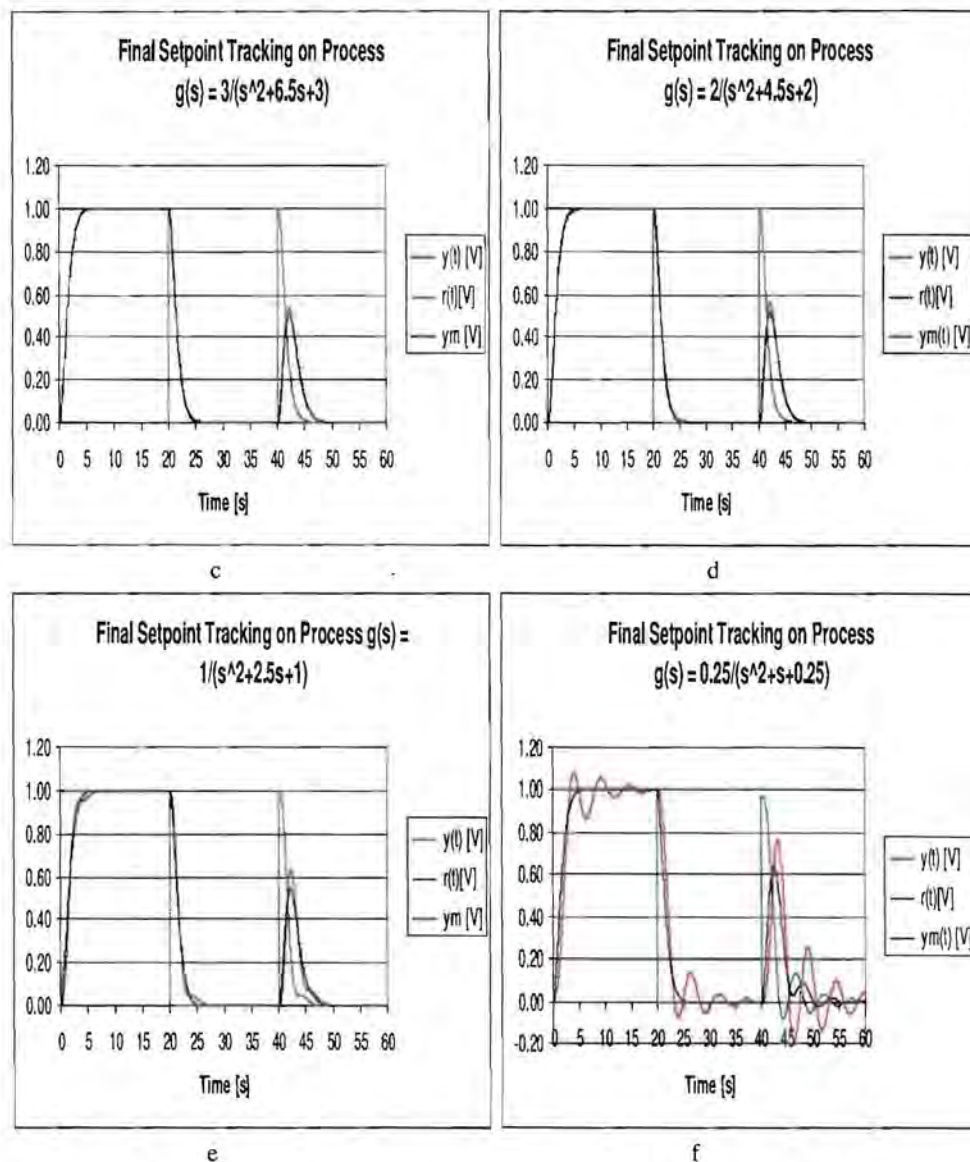 Final Setpoint Tracking on Process
g(s) = 3/(s^2+6.5s+3)
1.20
1.00
0.80
0.60
0.40
0.20
0.00
0 5 10 15 20 25 30 35 40 45 50 55 60
Time [s]
y(t) [V]
r(t)[V]
ym [V]
c
Final Setpoint Tracking on Process
g(s) = 2/(s^2+4.5s+2)
1.20
1.00
0.80
0.60
0.40
0.20
0.00
0 5 10 15 20 25 30 35 40 45 50 55 60
Time [s]
y(t) [V]
r(t)[V]
ym(t) [V]
d
Final Setpoint Tracking on Process g(s) =
1/(s^2+2.5s+1)
1.20
1.00
0.80
0.60
0.40
0.20
0.00
0 5 10 15 20 25 30 35 40 45 50 55 60
Time [s]
y(t) [V]
r(t)[V]
ym [V]
e
Final Setpoint Tracking on Process
g(s) = 0.25/(s^2+s+0.25)
1.20
1.00
0.80
0.60
0.40
0.20
0.00
-0.20
0 5 10 15 20 25 30 35 40 45 50 55 60
Time [s]
y(t) [V]
r(t)[V]
ym(t) [V]
f